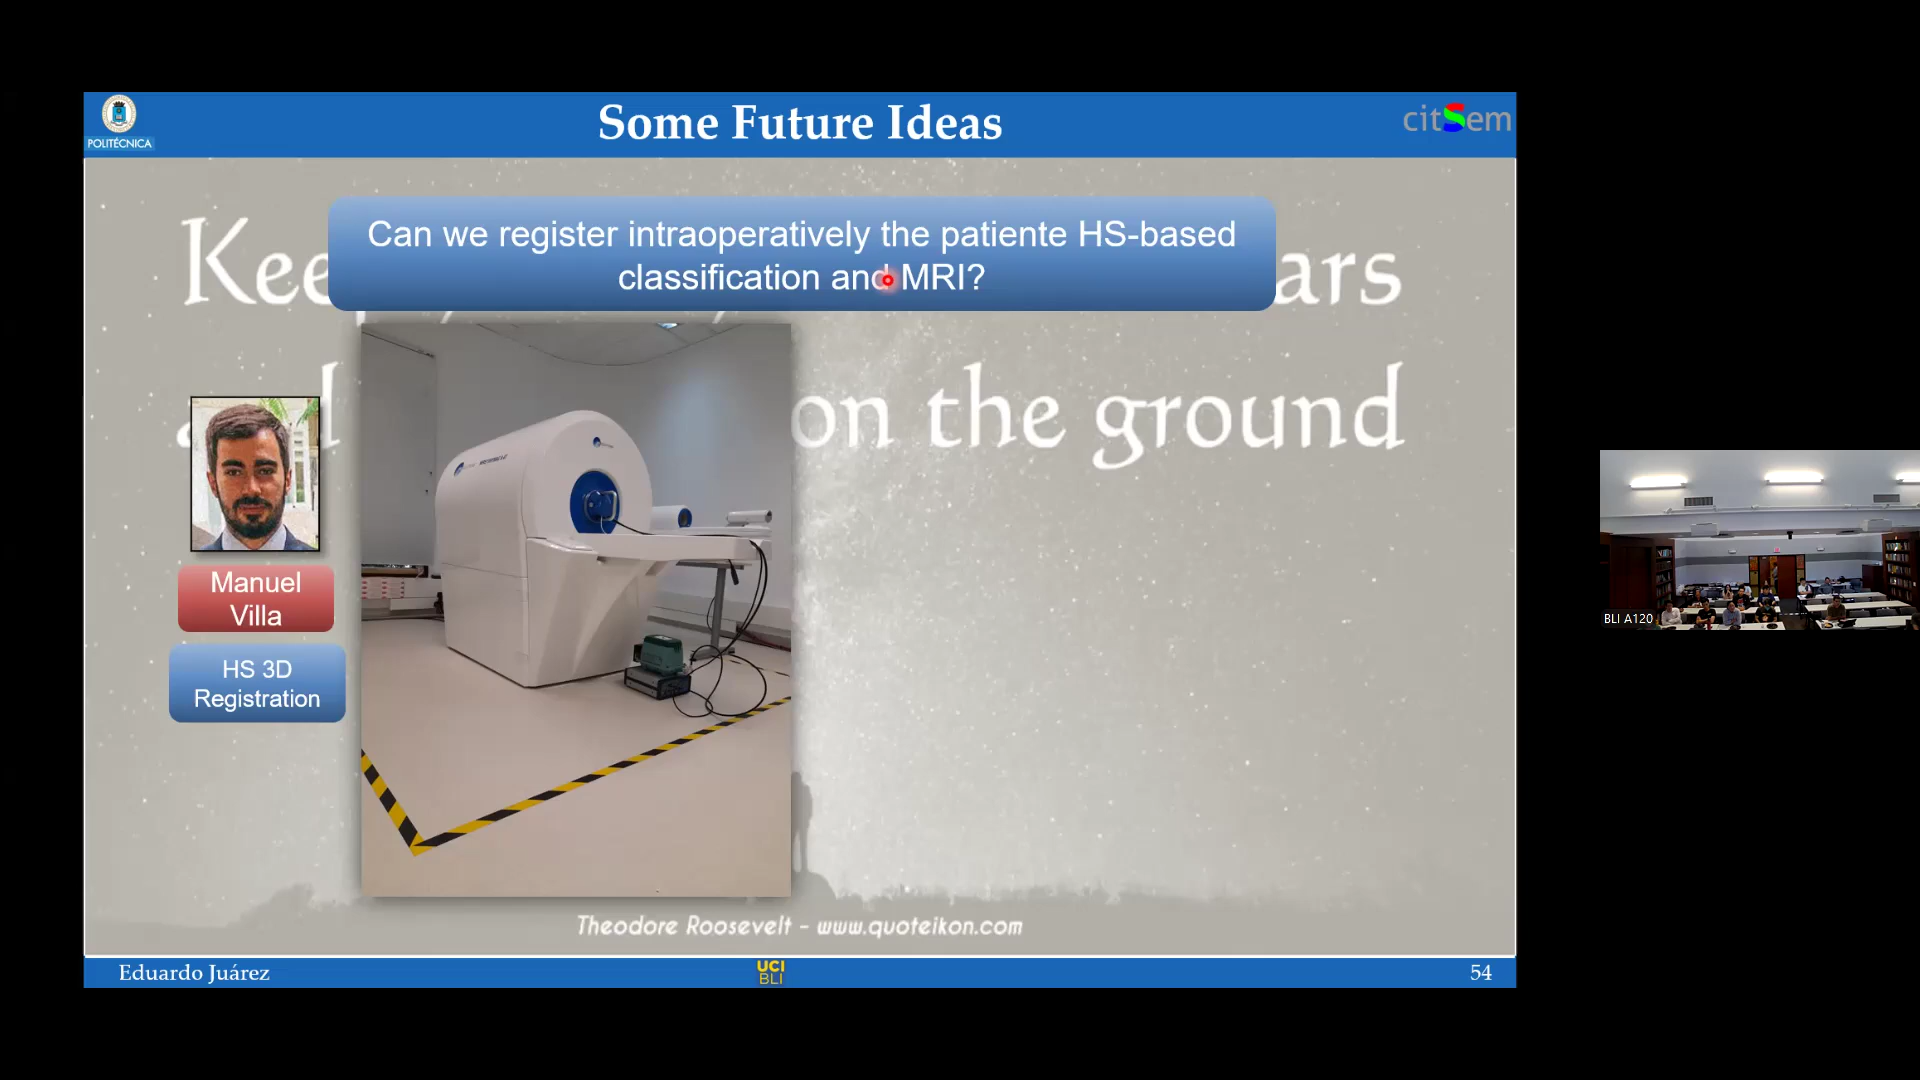 POLITÉCNICA
Some Future Ideas
citSem
Can we register intraoperatively the patiente HS-based
classification and MRI?
Kee
ars
on the ground
Manuel
Villa
HS 3D
Registration
Theodore Roosevelt - www.quoteikon.com
Eduardo Juárez
UCI
BLI
54
BLI A120